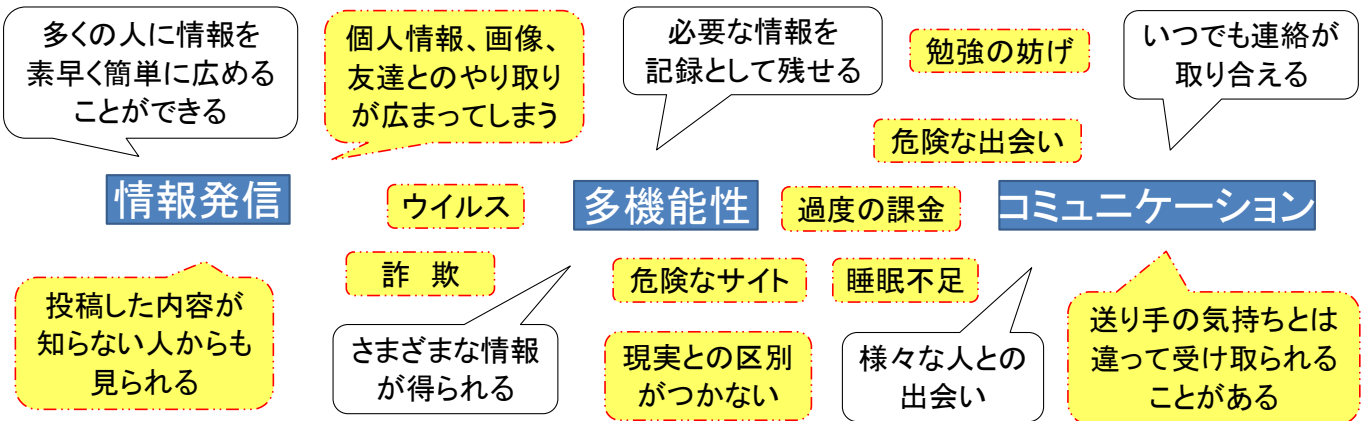 多くの人に情報を
素早く簡単に広める
ことができる
個人情報、画像、
友達とのやり取り
が広まってしまう
必要な情報を
記録として残せる
勉強の妨げ
いつでも連絡が
取り合える
危険な出会い
情報発信
ウイルス
多機能性
過度の課金
コミュニケーション
詐 欺
危険なサイト
睡眠不足
投稿した内容が
知らない人からも
見られる
さまざまな情報
が得られる
現実との区別
がつかない
様々な人との
出会い
送り手の気持ちとは
違って受け取られる
ことがある